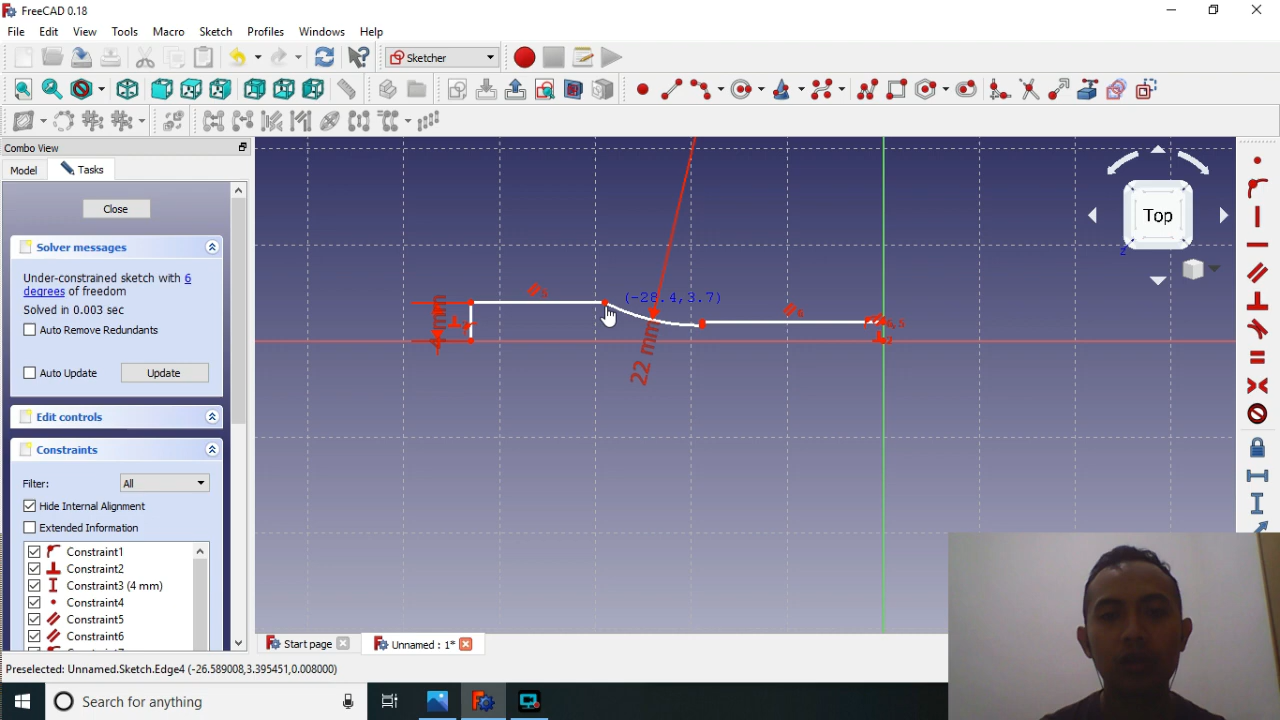 FreeCAD 0.18
File Edit View Tools Macro Sketch Profiles Windows Help
Sketcher
Combo View
Model Tasks
Close
Solver messages
Under-constrained sketch with 6
degrees of freedom
Solved in 0.003 sec
Auto Remove Redundants
Auto Update Update
Edit controls
Constraints
Filter: All
Hide Internal Alignment
Extended Information
Constraint1
Constraint2
Constraint3 (4 mm)
Constraint4
Constraint5
Constraint6
4 mm
5
(-28.4,3.7)
22 mm
6
Top
Z
Start page
Unnamed : 1*
Preselected: Unnamed.Sketch.Edge4 (-26.589008,3.395451,0.008000)
Search for anything